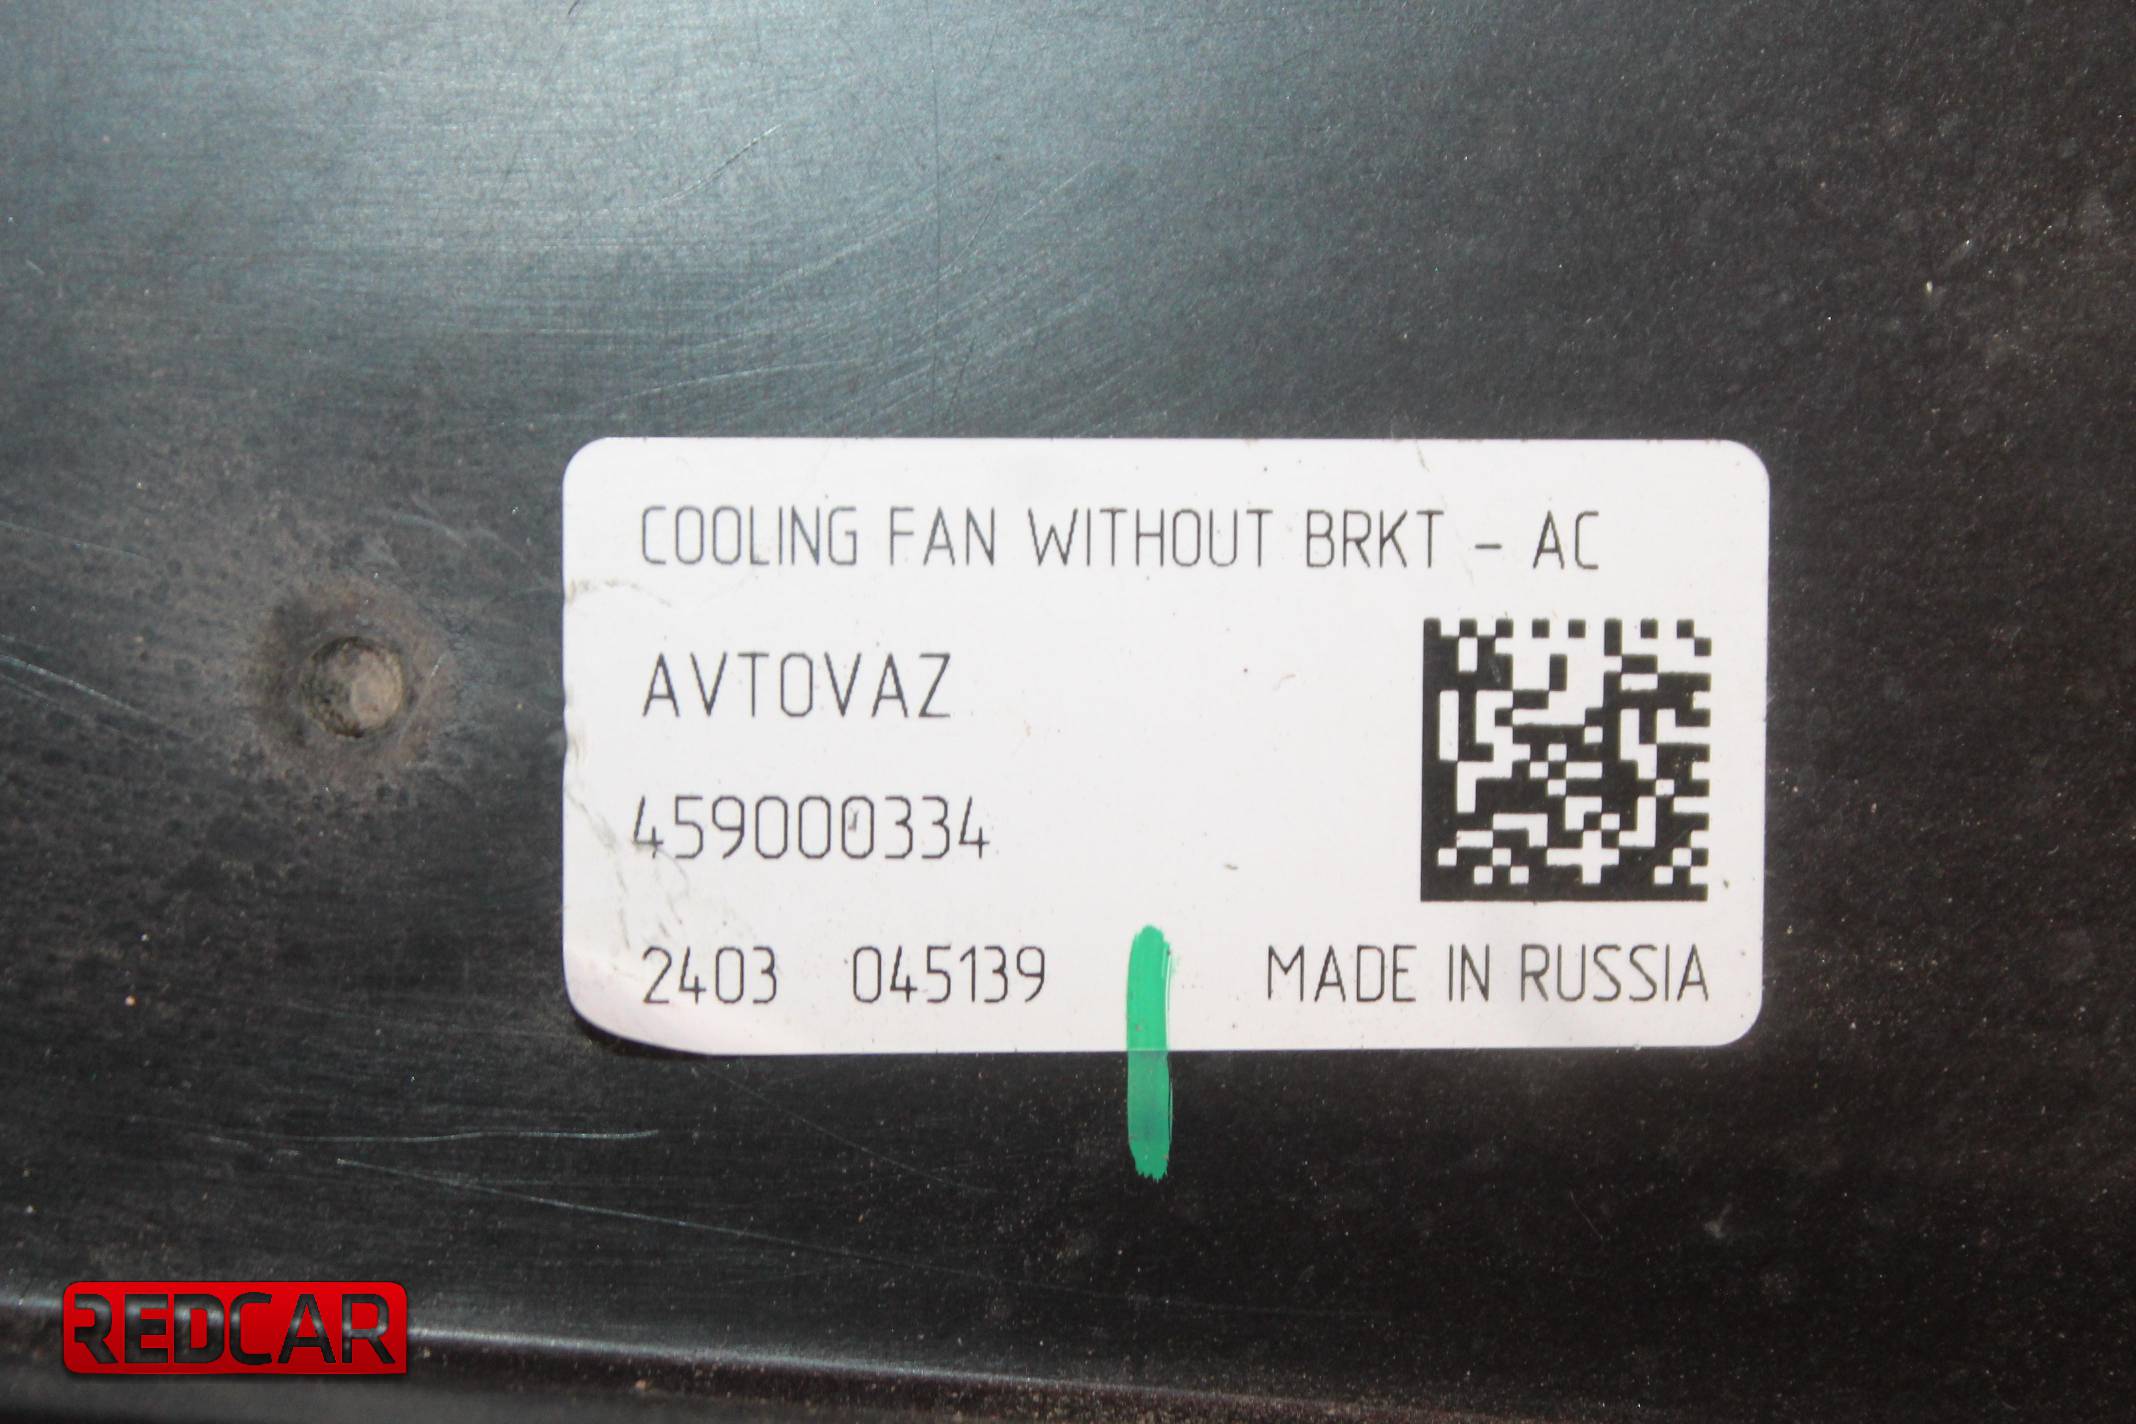 COOLING FAN WITHOUT BRKT - AC
AVTOVAZ
459000334
2403 045139 MADE IN RUSSIA
REDCAR